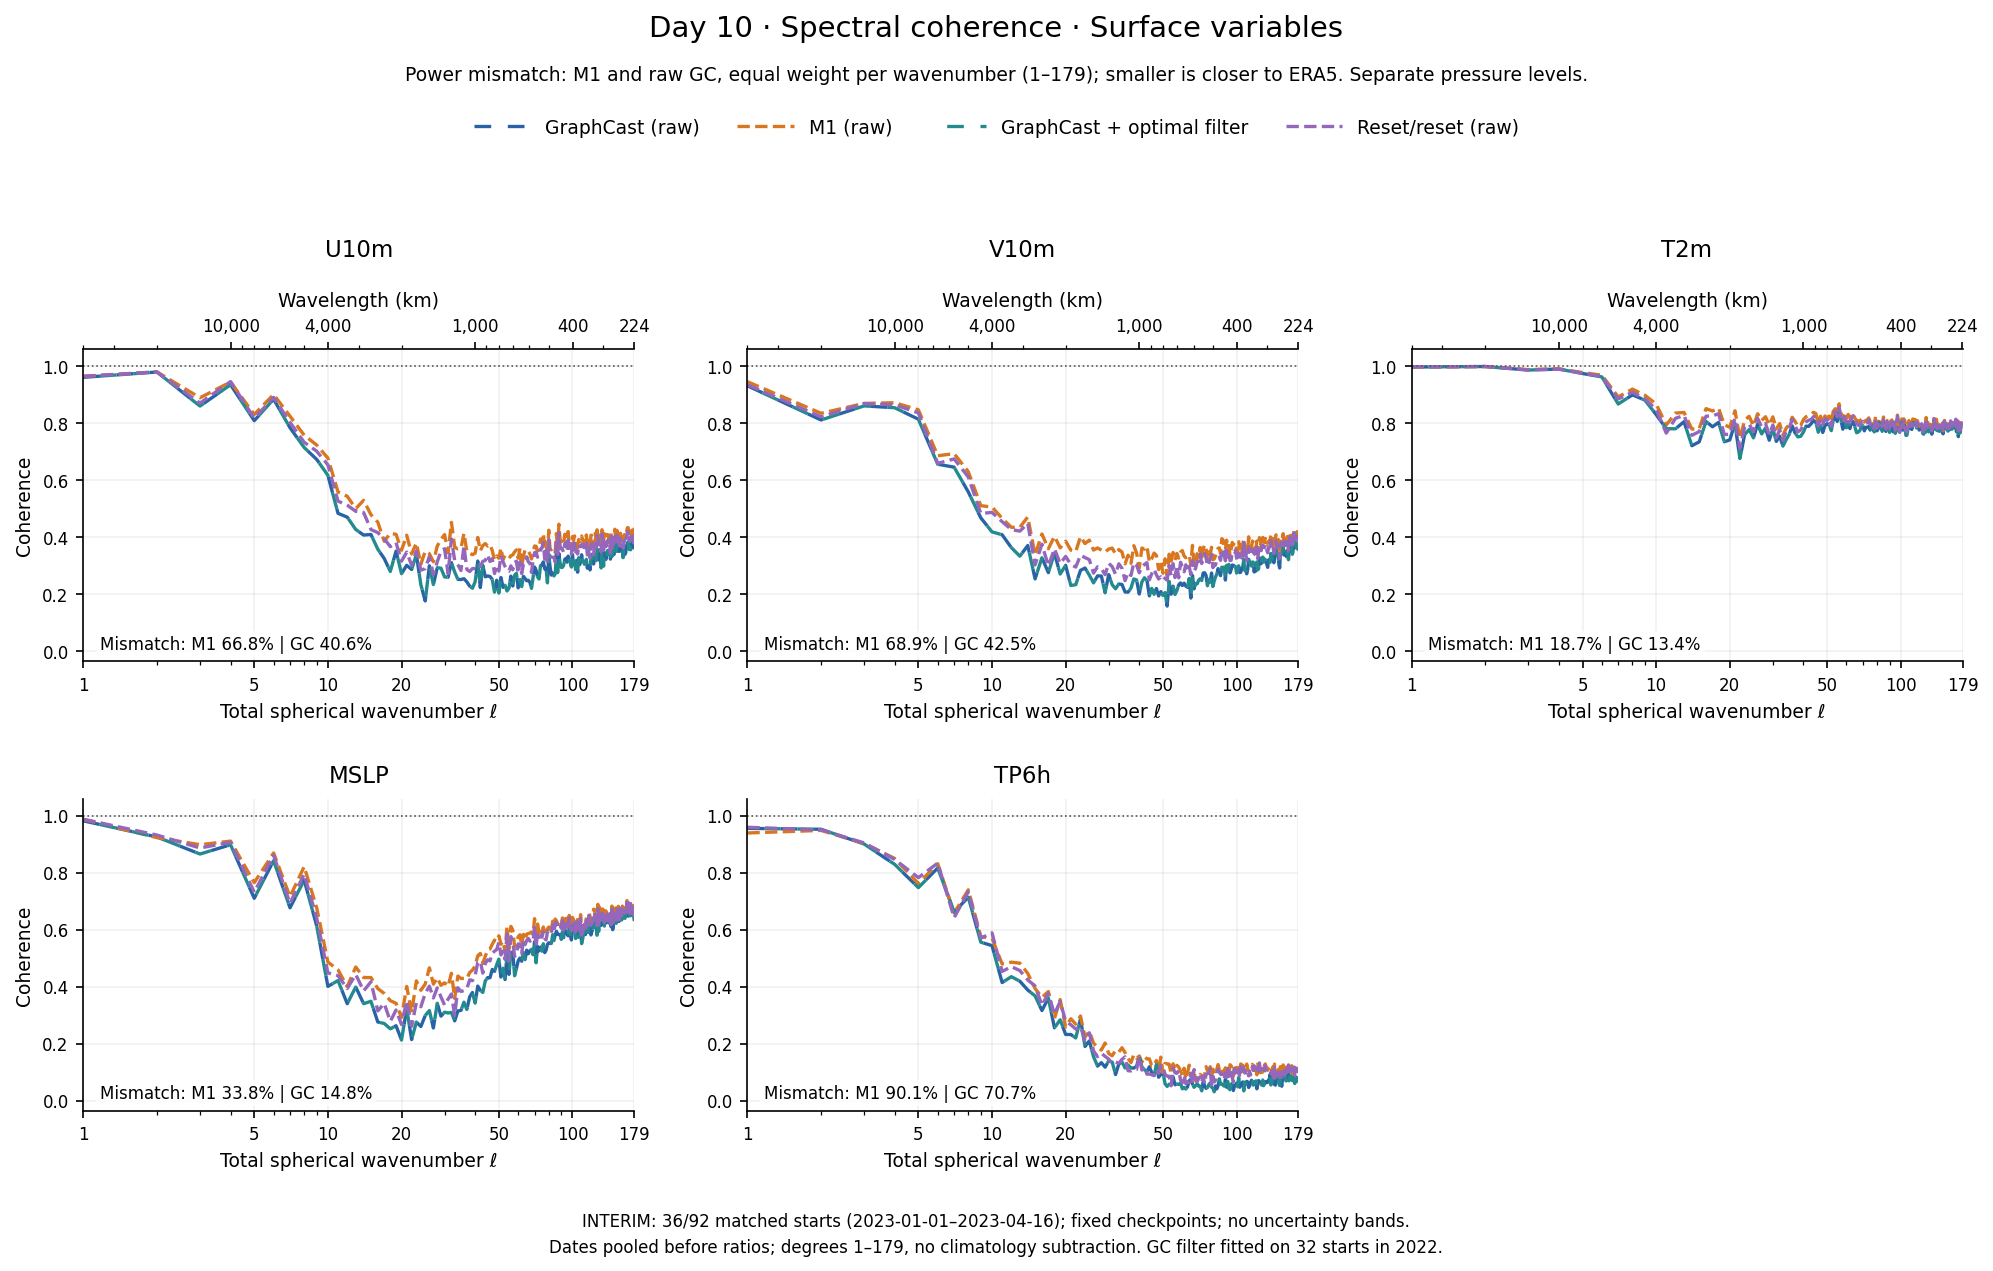 Day 10 · Spectral coherence · Surface variables
Power mismatch: M1 and raw GC, equal weight per wavenumber (1–179); smaller is closer to ERA5. Separate pressure levels.
GraphCast (raw)
M1 (raw)
GraphCast + optimal filter
Reset/reset (raw)
U10m
Wavelength (km)
10,000 4,000 1,000 400 224
1.0
0.8
0.6
0.4
0.2
0.0
Coherence
Mismatch: M1 66.8% | GC 40.6%
1 5 10 20 50 100 179
Total spherical wavenumber ℓ
V10m
Wavelength (km)
10,000 4,000 1,000 400 224
1.0
0.8
0.6
0.4
0.2
0.0
Coherence
Mismatch: M1 68.9% | GC 42.5%
1 5 10 20 50 100 179
Total spherical wavenumber ℓ
T2m
Wavelength (km)
10,000 4,000 1,000 400 224
1.0
0.8
0.6
0.4
0.2
0.0
Coherence
Mismatch: M1 18.7% | GC 13.4%
1 5 10 20 50 100 179
Total spherical wavenumber ℓ
MSLP
1.0
0.8
0.6
0.4
0.2
0.0
Coherence
Mismatch: M1 33.8% | GC 14.8%
1 5 10 20 50 100 179
Total spherical wavenumber ℓ
TP6h
1.0
0.8
0.6
0.4
0.2
0.0
Coherence
Mismatch: M1 90.1% | GC 70.7%
1 5 10 20 50 100 179
Total spherical wavenumber ℓ
INTERIM: 36/92 matched starts (2023-01-01–2023-04-16); fixed checkpoints; no uncertainty bands.
Dates pooled before ratios; degrees 1–179, no climatology subtraction. GC filter fitted on 32 starts in 2022.